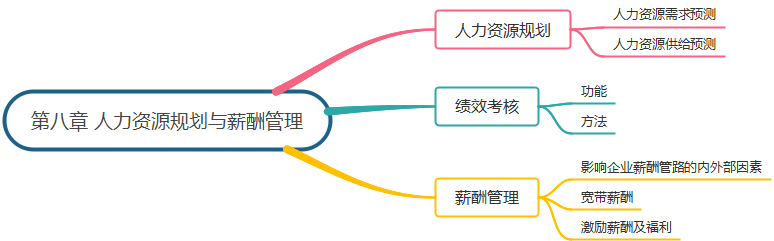 第八章 人力资源规划与薪酬管理
人力资源规划
人力资源需求预测
人力资源供给预测
绩效考核
功能
方法
薪酬管理
影响企业薪酬管路的内外部因素
宽带薪酬
激励薪酬及福利